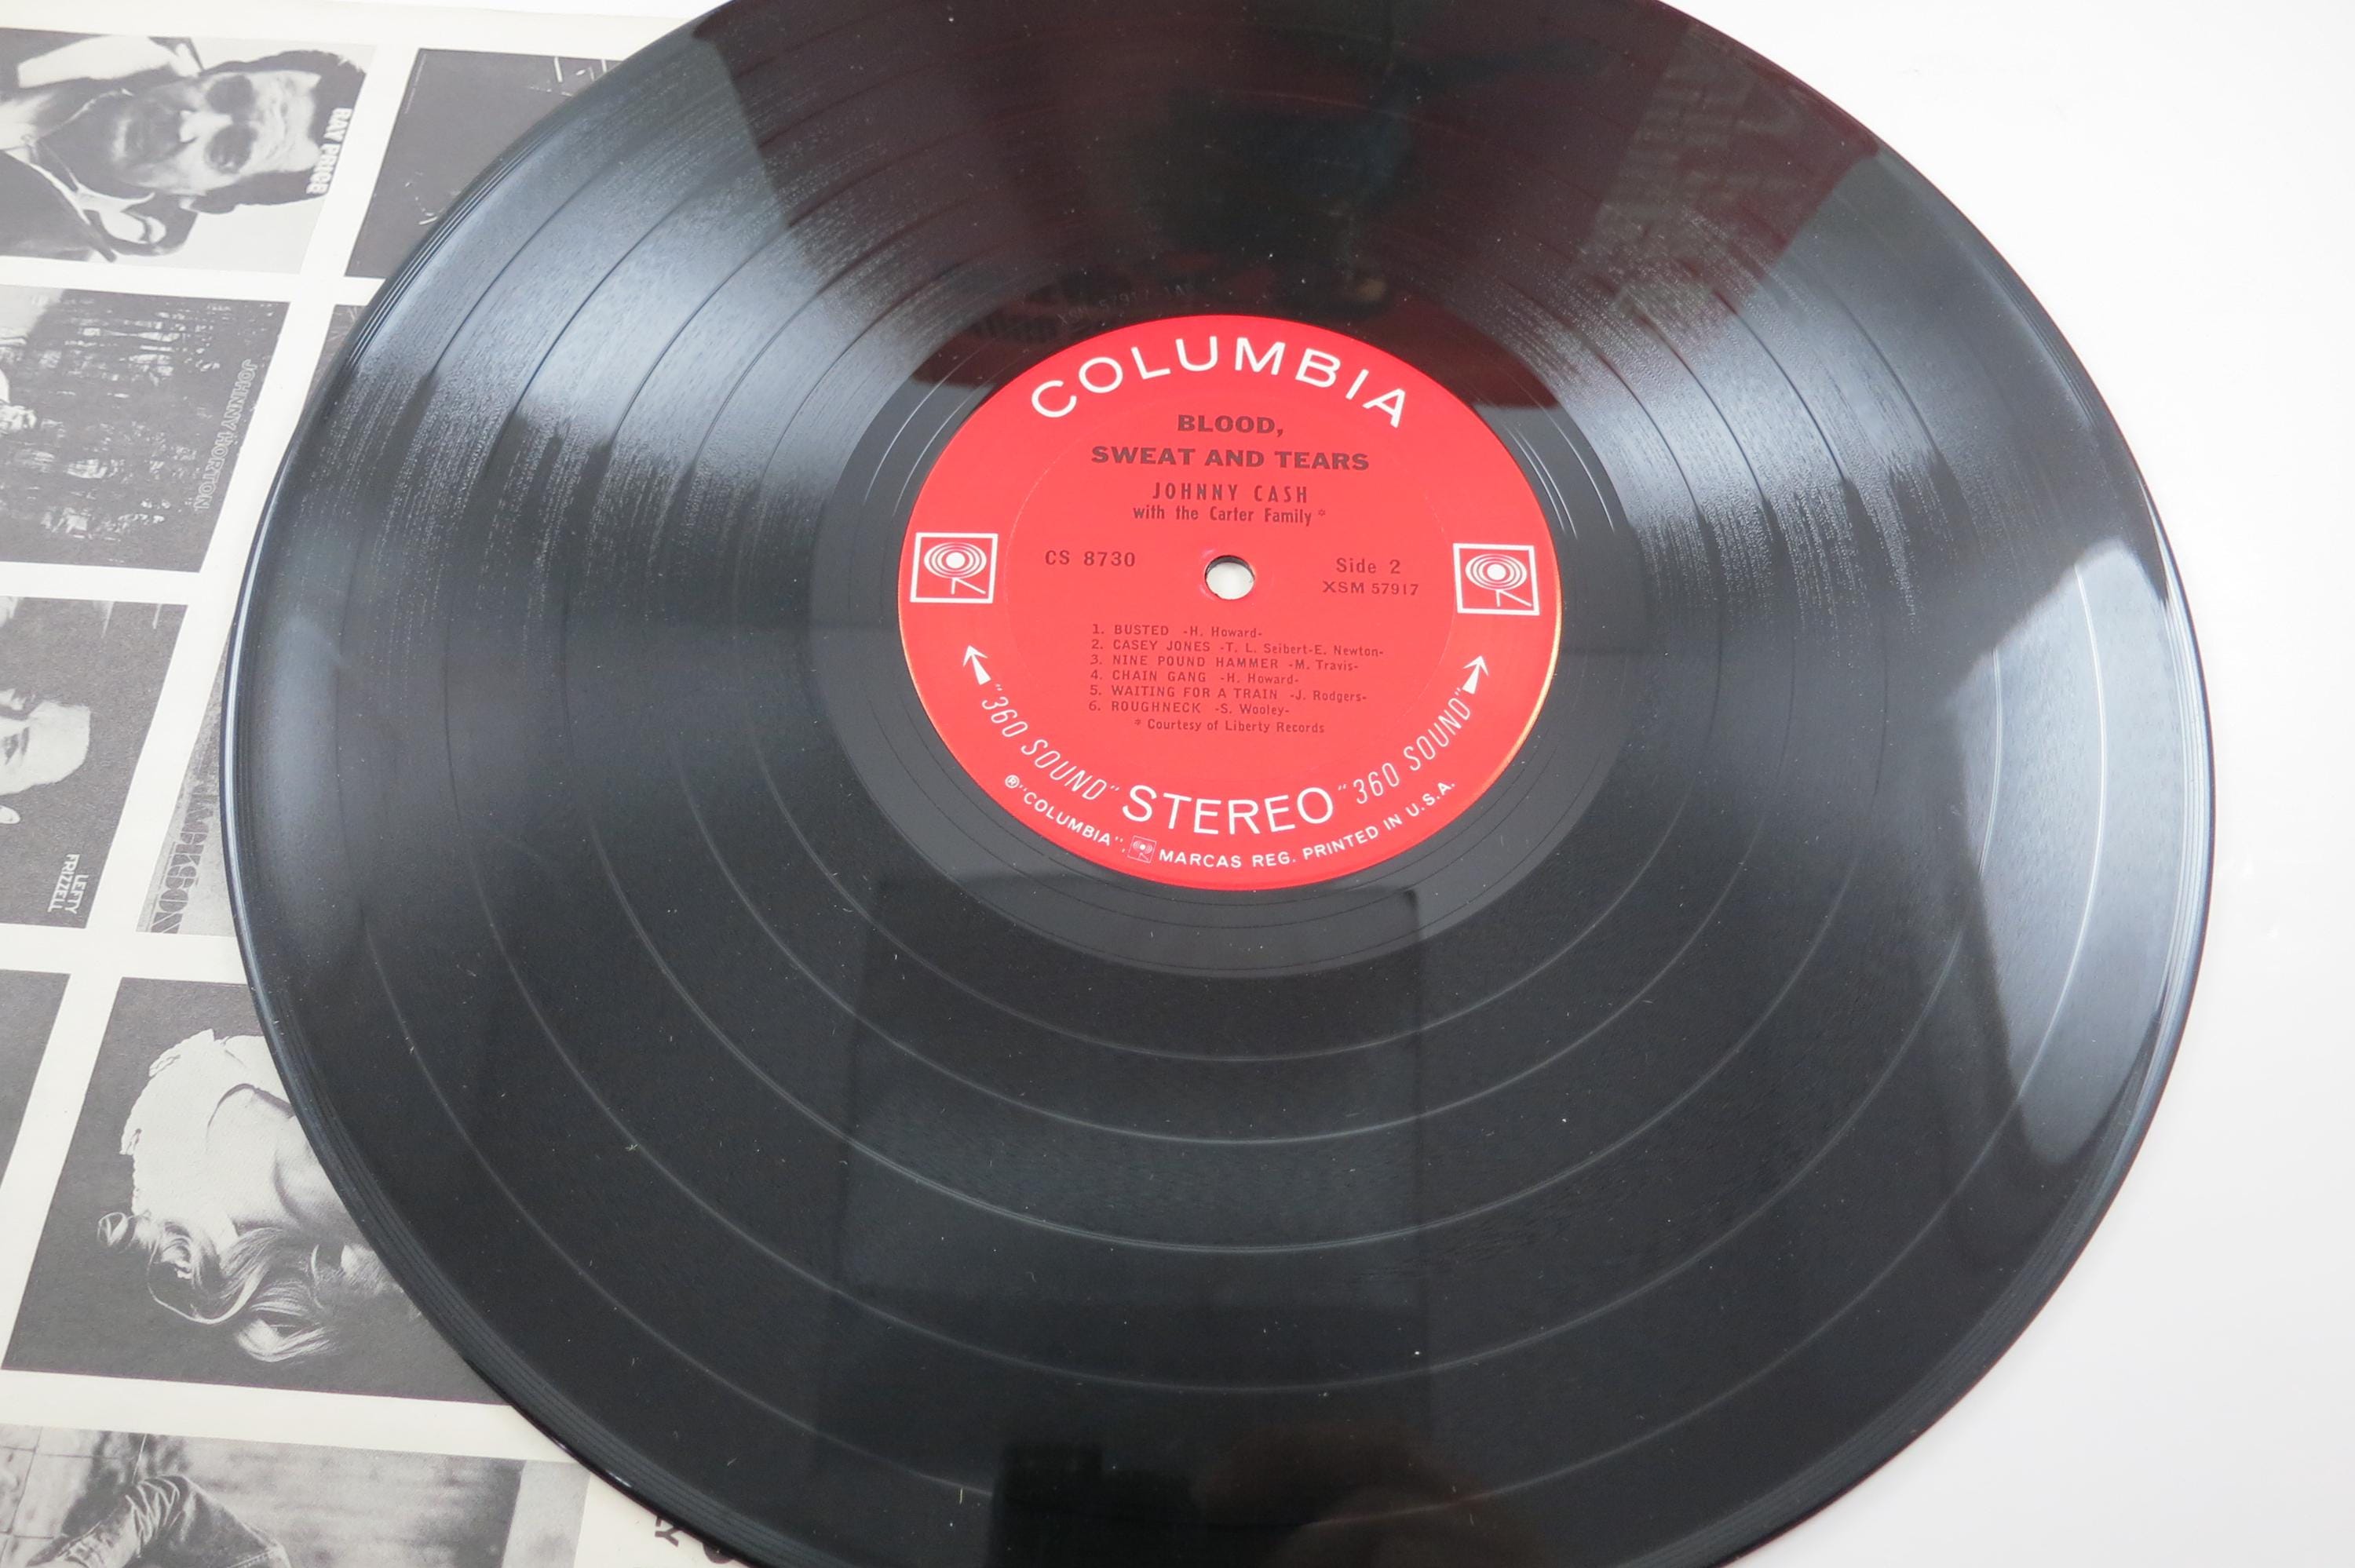 COLUMBIA
BLOOD,
SWEAT AND TEARS
JOHNNY CASH
with the Carter Family *
CS 8730
Side 2
XSM 57917
1. BUSTED -H. Howard-
2. CASEY JONES -T. L. Seibert-E. Newton-
3. NINE POUND HAMMER -M. Travis-
4. CHAIN GANG -H. Howard-
5. WAITING FOR A TRAIN -J. Rodgers-
6. ROUGHNECK -S. Wooley-
* Courtesy of Liberty Records
"360 SOUND" STEREO "360 SOUND"
® "COLUMBIA", MARCAS REG. PRINTED IN U.S.A.
RAY PRICE
JOHNNY HORTON
LEFTY
FRIZZELL